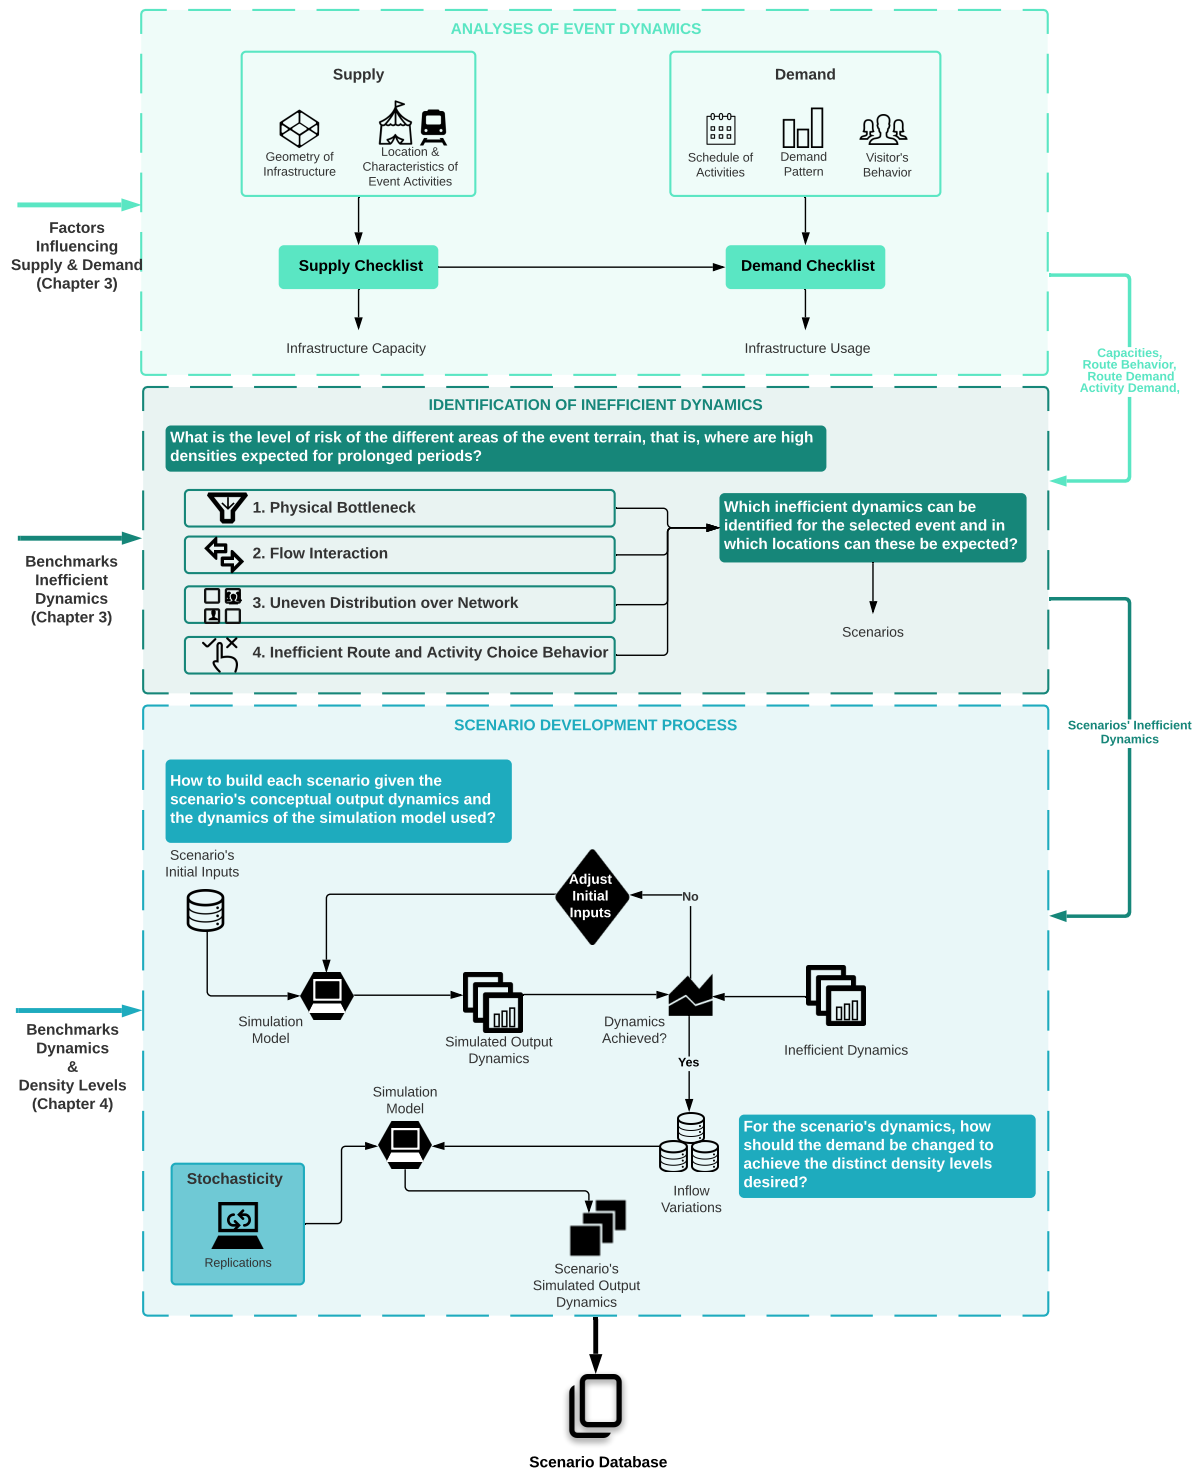 ANALYSES OF EVENT DYNAMICS
Supply
Geometry of
Infrastructure
Location &
Characteristics of
Event Activities
Demand
Schedule of
Activities
Demand
Pattern
Visitor's
Behavior
Factors
Influencing
Supply & Demand
(Chapter 3)
Supply Checklist
Demand Checklist
Infrastructure Capacity
Infrastructure Usage
Capacities,
Route Behavior,
Route Demand
Activity Demand,
IDENTIFICATION OF INEFFICIENT DYNAMICS
What is the level of risk of the different areas of the event terrain, that is, where are high
densities expected for prolonged periods?
1. Physical Bottleneck
2. Flow Interaction
3. Uneven Distribution over Network
4. Inefficient Route and Activity Choice Behavior
Which inefficient dynamics can be
identified for the selected event and in
which locations can these be expected?
Scenarios
Benchmarks
Inefficient
Dynamics
(Chapter 3)
Scenarios' Inefficient
Dynamics
SCENARIO DEVELOPMENT PROCESS
How to build each scenario given the
scenario's conceptual output dynamics and
the dynamics of the simulation model used?
Scenario's
Initial Inputs
Adjust
Initial
Inputs
No
Simulation
Model
Simulated Output
Dynamics
Dynamics
Achieved?
Inefficient Dynamics
Yes
Benchmarks
Dynamics
&
Density Levels
(Chapter 4)
Simulation
Model
Inflow
Variations
For the scenario's dynamics, how
should the demand be changed to
achieve the distinct density levels
desired?
Stochasticity
Replications
Scenario's
Simulated Output
Dynamics
Scenario Database